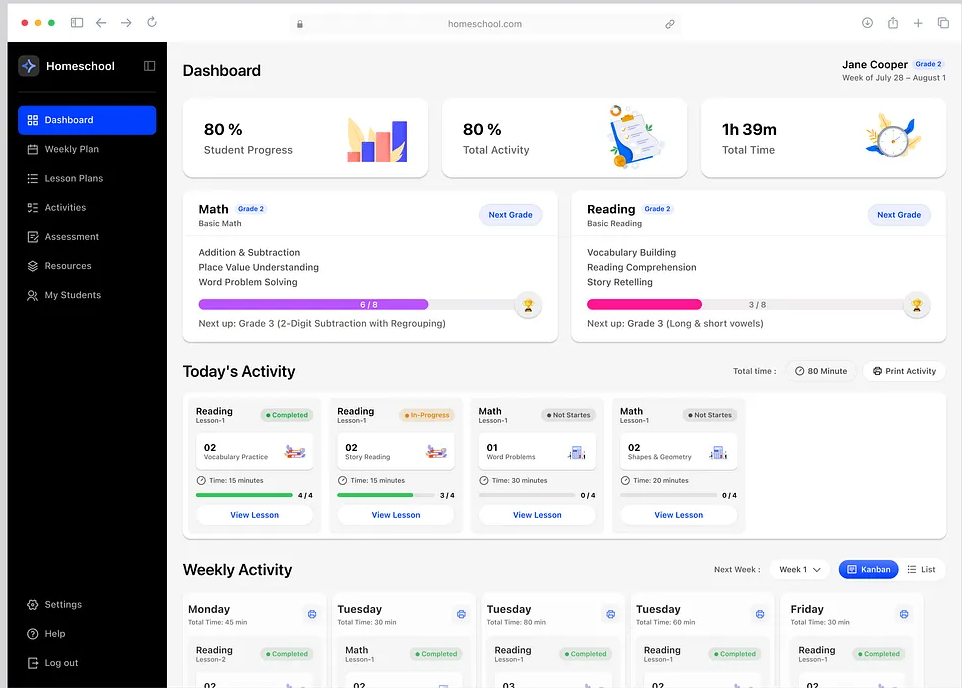 homeschool.com
Homeschool
Dashboard
Weekly Plan
Lesson Plans
Activities
Assessment
Resources
My Students
Settings
Help
Log out
Dashboard
Jane Cooper Grade 2
Week of July 28 – August 1
80 %
Student Progress
80 %
Total Activity
1h 39m
Total Time
Math Grade 2
Basic Math
Next Grade
Addition & Subtraction
Place Value Understanding
Word Problem Solving
6 / 8
Next up: Grade 3 (2-Digit Subtraction with Regrouping)
Reading Grade 2
Basic Reading
Next Grade
Vocabulary Building
Reading Comprehension
Story Retelling
3 / 8
Next up: Grade 3 (Long & short vowels)
Today's Activity
Total time :
80 Minute
Print Activity
Reading
Lesson-1
Completed
02
Vocabulary Practice
Time: 15 minutes
4 / 4
View Lesson
Reading
Lesson-1
In-Progress
02
Story Reading
Time: 15 minutes
3 / 4
View Lesson
Math
Lesson-1
Not Startes
01
Word Problems
Time: 30 minutes
0 / 4
View Lesson
Math
Lesson-1
Not Startes
02
Shapes & Geometry
Time: 20 minutes
0 / 4
View Lesson
Weekly Activity
Next Week :
Week 1
Kanban
List
Monday
Total Time: 45 min
Reading
Lesson-2
Completed
02
Tuesday
Total Time: 30 min
Math
Lesson-1
Completed
02
Tuesday
Total Time: 80 min
Reading
Lesson-1
Completed
03
Tuesday
Total Time: 60 min
Reading
Lesson-1
Completed
02
Friday
Total Time: 30 min
Reading
Lesson-1
Completed
02